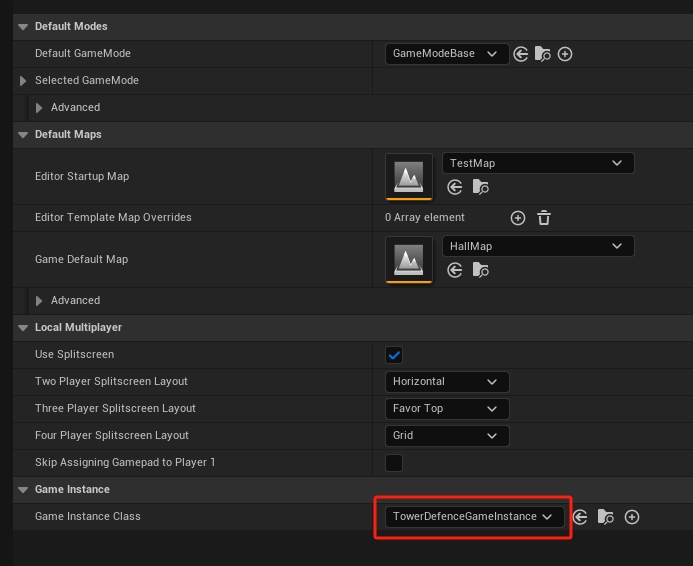 Default Modes
Default GameMode
GameModeBase
Selected GameMode
Advanced
Default Maps
Editor Startup Map
TestMap
Editor Template Map Overrides
0 Array element
Game Default Map
HallMap
Advanced
Local Multiplayer
Use Splitscreen
Two Player Splitscreen Layout
Horizontal
Three Player Splitscreen Layout
Favor Top
Four Player Splitscreen Layout
Grid
Skip Assigning Gamepad to Player 1
Game Instance
Game Instance Class
TowerDefenceGameInstance